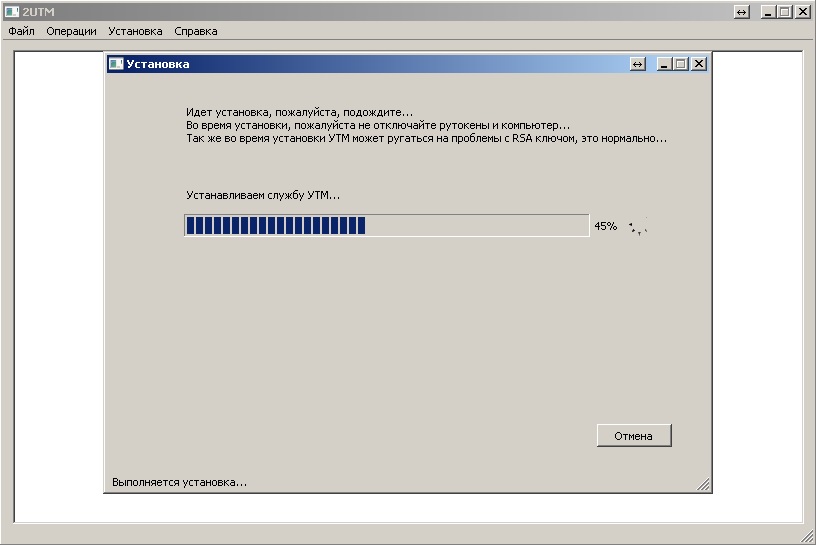 2UTM
Файл Операции Установка Справка
Установка
Идет установка, пожалуйста, подождите...
Во время установки, пожалуйста не отключайте рутокены и компьютер...
Так же во время установки УТМ может ругаться на проблемы с RSA ключом, это нормально...
Устанавливаем службу УТМ...
45%
Отмена
Выполняется установка...